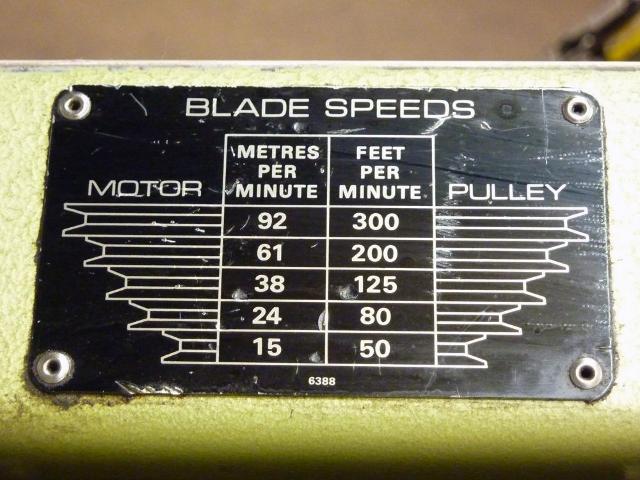 BLADE SPEEDS
MOTOR
METRES
PER
MINUTE
FEET
PER
MINUTE
PULLEY
92 300
61 200
38 125
24 80
15 50
6388